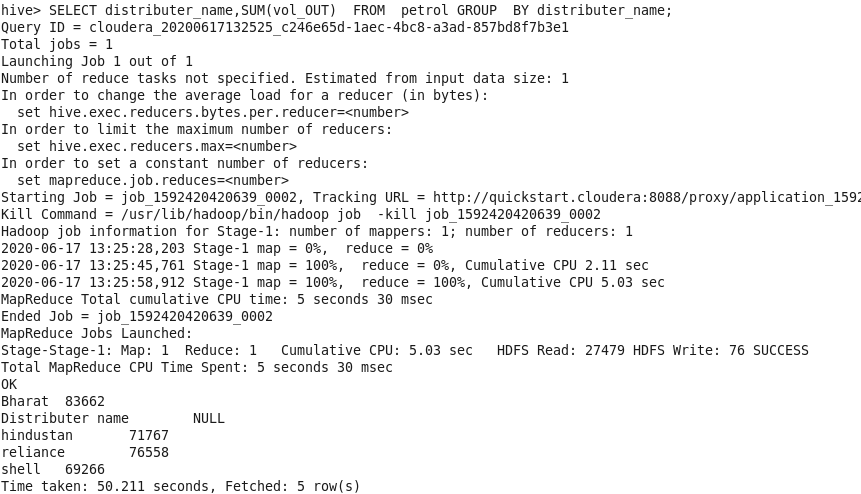 hive> SELECT distributer_name,SUM(vol_OUT)  FROM  petrol GROUP  BY distributer_name;
Query ID = cloudera_20200617132525_c246e65d-1aec-4bc8-a3ad-857bd8f7b3e1
Total jobs = 1
Launching Job 1 out of 1
Number of reduce tasks not specified. Estimated from input data size: 1
In order to change the average load for a reducer (in bytes):
  set hive.exec.reducers.bytes.per.reducer=<number>
In order to limit the maximum number of reducers:
  set hive.exec.reducers.max=<number>
In order to set a constant number of reducers:
  set mapreduce.job.reduces=<number>
Starting Job = job_1592420420639_0002, Tracking URL = http://quickstart.cloudera:8088/proxy/application_1592
Kill Command = /usr/lib/hadoop/bin/hadoop job  -kill job_1592420420639_0002
Hadoop job information for Stage-1: number of mappers: 1; number of reducers: 1
2020-06-17 13:25:28,203 Stage-1 map = 0%,  reduce = 0%
2020-06-17 13:25:45,761 Stage-1 map = 100%,  reduce = 0%, Cumulative CPU 2.11 sec
2020-06-17 13:25:58,912 Stage-1 map = 100%,  reduce = 100%, Cumulative CPU 5.03 sec
MapReduce Total cumulative CPU time: 5 seconds 30 msec
Ended Job = job_1592420420639_0002
MapReduce Jobs Launched:
Stage-Stage-1: Map: 1  Reduce: 1   Cumulative CPU: 5.03 sec   HDFS Read: 27479 HDFS Write: 76 SUCCESS
Total MapReduce CPU Time Spent: 5 seconds 30 msec
OK
Bharat  83662
Distributer name        NULL
hindustan       71767
reliance        76558
shell   69266
Time taken: 50.211 seconds, Fetched: 5 row(s)